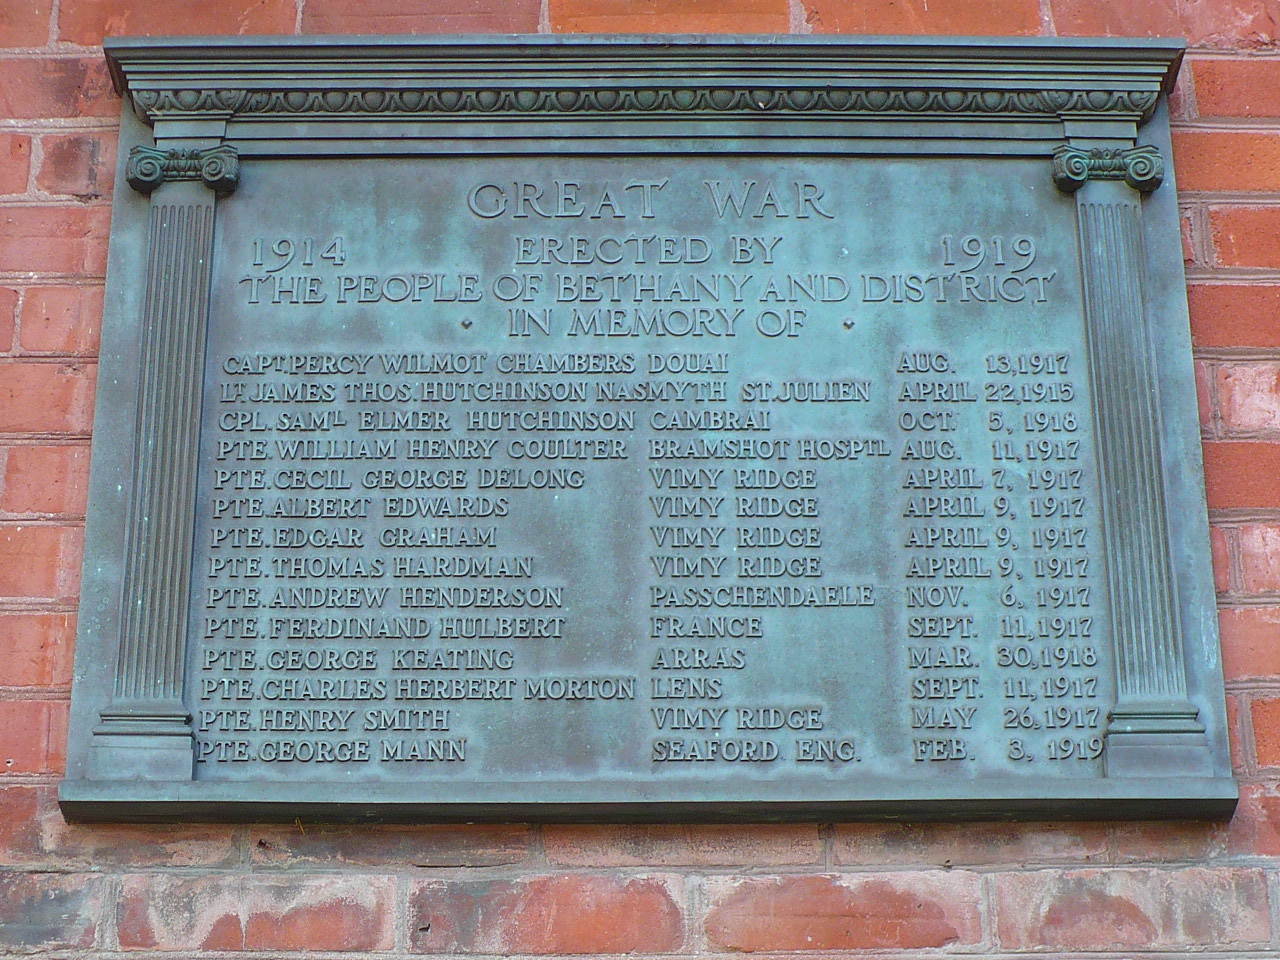 GREAT WAR
1914 ERECTED BY 1919
THE PEOPLE OF BETHANY AND DISTRICT
IN MEMORY OF
CAPT. PERCY WILMOT CHAMBERS DOUAI AUG. 13, 1917
LT. JAMES THOS. HUTCHINSON NASMYTH ST. JULIEN APRIL 22, 1915
CPL. SAML. ELMER HUTCHINSON CAMBRAI OCT. 5, 1918
PTE. WILLIAM HENRY COULTER BRAMSHOT HOSPTL. AUG. 11, 1917
PTE. CECIL GEORGE DELONG VIMY RIDGE APRIL 7, 1917
PTE. ALBERT EDWARDS VIMY RIDGE APRIL 9, 1917
PTE. EDGAR GRAHAM VIMY RIDGE APRIL 9, 1917
PTE. THOMAS HARDMAN VIMY RIDGE APRIL 9, 1917
PTE. ANDREW HENDERSON PASSCHENDAELE NOV. 6, 1917
PTE. FERDINAND HULBERT FRANCE SEPT. 11, 1917
PTE. GEORGE KEATING ARRAS MAR. 30, 1918
PTE. CHARLES HERBERT MORTON LENS SEPT. 11, 1917
PTE. HENRY SMITH VIMY RIDGE MAY 26, 1917
PTE. GEORGE MANN SEAFORD, ENG. FEB. 3, 1919